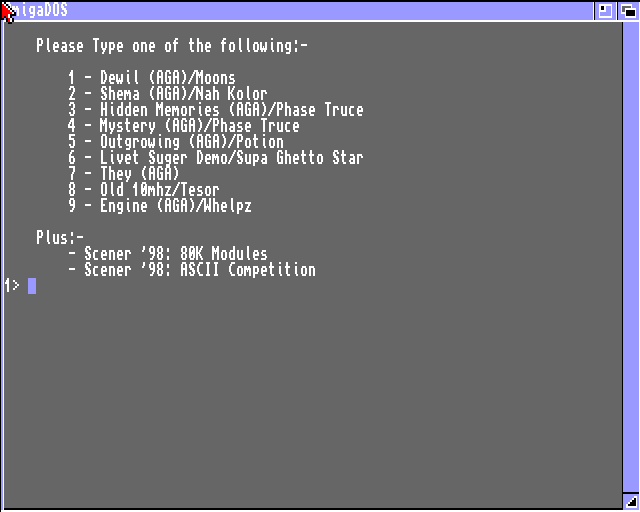 amigaDOS
Please Type one of the following:-
1 - Dewil (AGA)/Moons
2 - Shema (AGA)/Nah Kolor
3 - Hidden Memories (AGA)/Phase Truce
4 - Mystery (AGA)/Phase Truce
5 - Outgrowing (AGA)/Potion
6 - Livet Suger Demo/Supa Ghetto Star
7 - They (AGA)
8 - Old 10mhz/Tesor
9 - Engine (AGA)/Whelpz
Plus:-
- Scener '98: 80K Modules
- Scener '98: ASCII Competition
1>